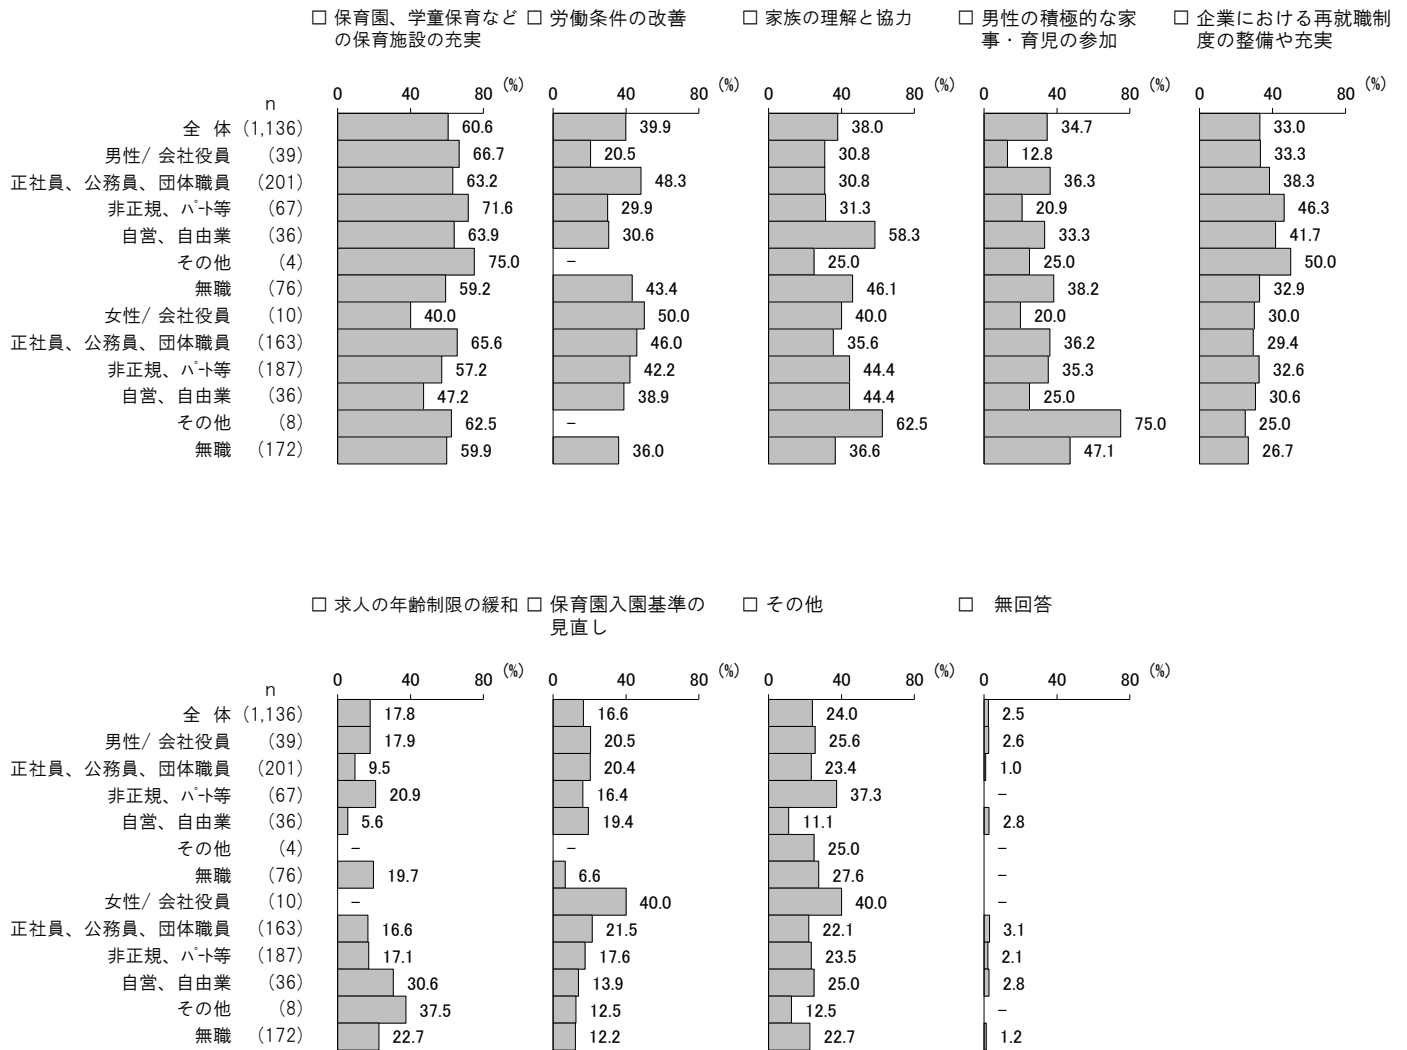 □ 保育園、学童保育など □ 労働条件の改善 □ 家族の理解と協力 □ 男性の積極的な家 □ 企業における再就職制
の保育施設の充実 事・育児の参加 度の整備や充実
0 40 80 (%) 0 40 80 (%) 0 40 80 (%) 0 40 80 (%) 0 40 80 (%)
n
全 体 (1,136) 60.6 39.9 38.0 34.7 33.0
男性/ 会社役員 (39) 66.7 20.5 30.8 12.8 33.3
正社員、公務員、団体職員 (201) 63.2 48.3 30.8 36.3 38.3
非正規、ﾊﾟｰﾄ等 (67) 71.6 29.9 31.3 20.9 46.3
自営、自由業 (36) 63.9 30.6 58.3 33.3 41.7
その他 (4) 75.0 – 25.0 25.0 50.0
無職 (76) 59.2 43.4 46.1 38.2 32.9
女性/ 会社役員 (10) 40.0 50.0 40.0 20.0 30.0
正社員、公務員、団体職員 (163) 65.6 46.0 35.6 36.2 29.4
非正規、ﾊﾟｰﾄ等 (187) 57.2 42.2 44.4 35.3 32.6
自営、自由業 (36) 47.2 38.9 44.4 25.0 30.6
その他 (8) 62.5 – 62.5 75.0 25.0
無職 (172) 59.9 36.0 36.6 47.1 26.7
□ 求人の年齢制限の緩和 □ 保育園入園基準の □ その他 □ 無回答
見直し
0 40 80 (%) 0 40 80 (%) 0 40 80 (%) 0 40 80 (%)
n
全 体 (1,136) 17.8 16.6 24.0 2.5
男性/ 会社役員 (39) 17.9 20.5 25.6 2.6
正社員、公務員、団体職員 (201) 9.5 20.4 23.4 1.0
非正規、ﾊﾟｰﾄ等 (67) 20.9 16.4 37.3 –
自営、自由業 (36) 5.6 19.4 11.1 2.8
その他 (4) – – 25.0 –
無職 (76) 19.7 6.6 27.6 –
女性/ 会社役員 (10) – 40.0 40.0 –
正社員、公務員、団体職員 (163) 16.6 21.5 22.1 3.1
非正規、ﾊﾟｰﾄ等 (187) 17.1 17.6 23.5 2.1
自営、自由業 (36) 30.6 13.9 25.0 2.8
その他 (8) 37.5 12.5 12.5 –
無職 (172) 22.7 12.2 22.7 1.2